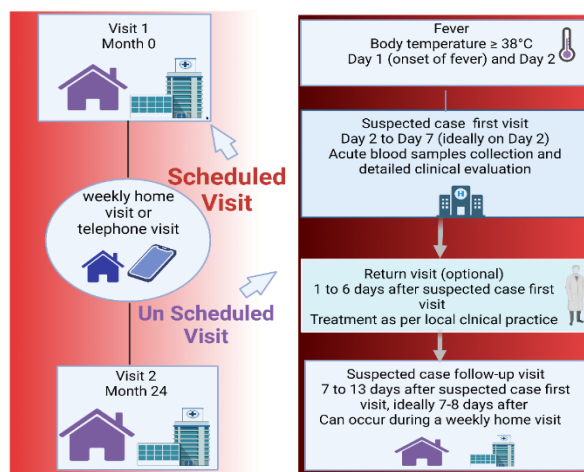 Visit 1
Month 0
Scheduled
Visit
weekly home
visit or
telephone visit
Un Scheduled
Visit
Visit 2
Month 24
Fever
Body temperature ≥ 38°C
Day 1 (onset of fever) and Day 2
Suspected case first visit
Day 2 to Day 7 (ideally on Day 2)
Acute blood samples collection and
detailed clinical evaluation
H
Return visit (optional)
1 to 6 days after suspected case first
visit
Treatment as per local clnical practice
Suspected case follow-up visit
7 to 13 days after suspected case first
visit, ideally 7-8 days after
Can occur during a weekly home visit